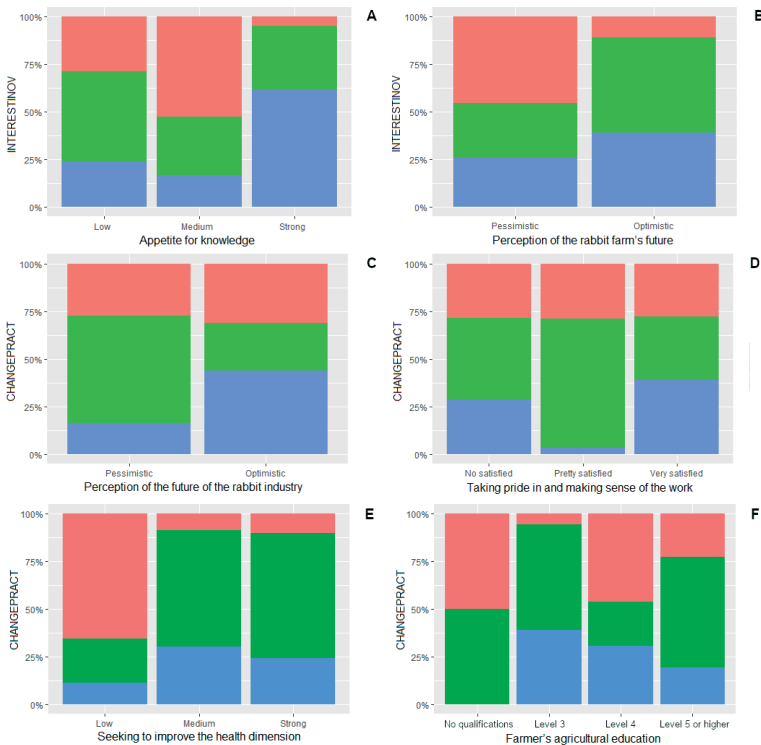 A
100%
75%
50%
25%
0%
INTERESTINOV
Low Medium Strong
Appetite for knowledge
B
100%
75%
50%
25%
0%
INTERESTINOV
Pessimistic Optimistic
Perception of the rabbit farm's future
C
100%
75%
50%
25%
0%
CHANGEPRACT
Pessimistic Optimistic
Perception of the future of the rabbit industry
D
100%
75%
50%
25%
0%
CHANGEPRACT
No satisfied Pretty satisfied Very satisfied
Taking pride in and making sense of the work
E
100%
75%
50%
25%
0%
CHANGEPRACT
Low Medium Strong
Seeking to improve the health dimension
F
100%
75%
50%
25%
0%
CHANGEPRACT
No qualifications Level 3 Level 4 Level 5 or higher
Farmer's agricultural education